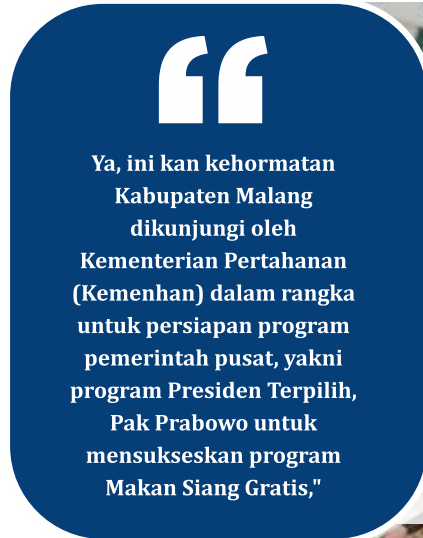 “
Ya, ini kan kehormatan
Kabupaten Malang
dikunjungi oleh
Kementerian Pertahanan
(Kemenhan) dalam rangka
untuk persiapan program
pemerintah pusat, yakni
program Presiden Terpilih,
Pak Prabowo untuk
mensukseskan program
Makan Siang Gratis,"